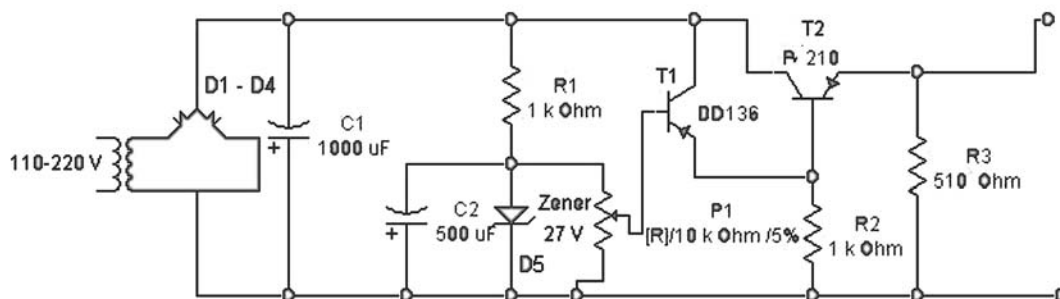 T2
P 210
D1 - D4
T1
R1
1 k Ohm
DD136
C1
1000 uF
110-220 V
R3
510 Ohm
C2
500 uF
Zener
27 V
P1
[R]/10 k Ohm /5%
R2
1 k Ohm
D5
+
+